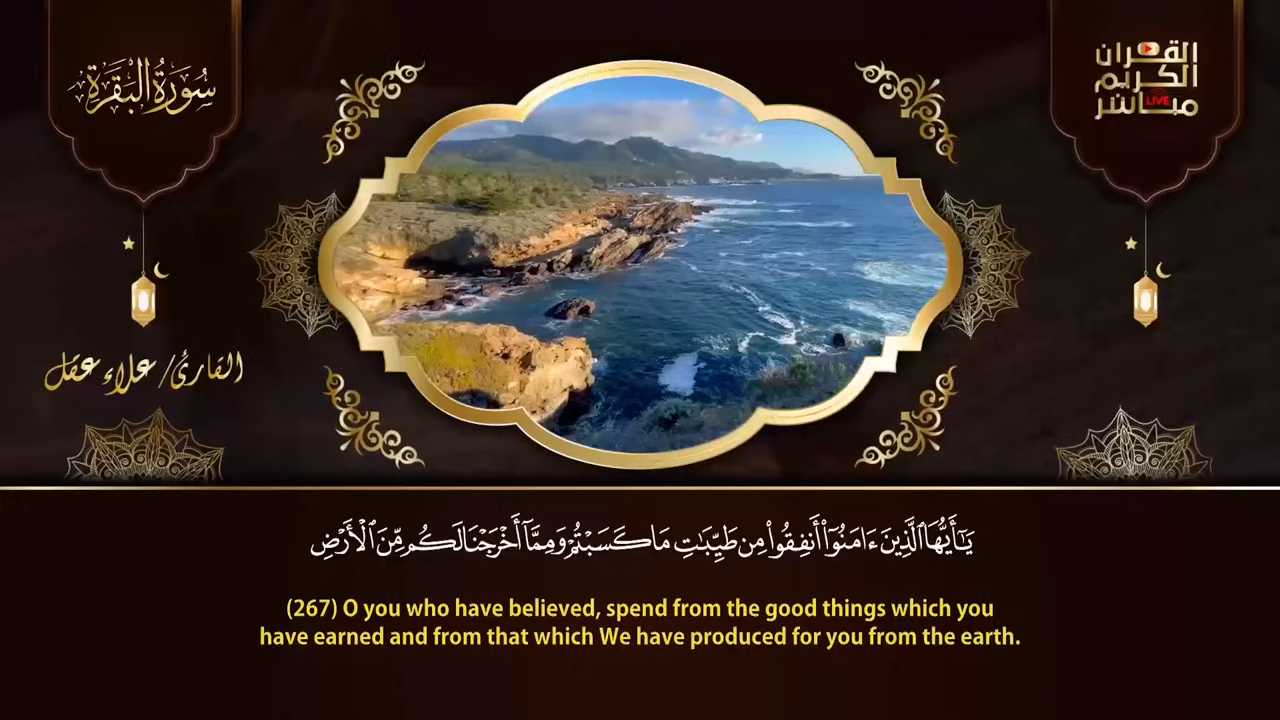 سُورَةُ البَقَرَةِ
القرآن
الكريم
مباشر
LIVE
القارئ/ علاء عقل
يَـٰٓأَيُّهَا ٱلَّذِينَ ءَامَنُوٓا۟ أَنفِقُوا۟ مِن طَيِّبَـٰتِ مَا كَسَبْتُمْ وَمِمَّآ أَخْرَجْنَا لَكُم مِّنَ ٱلْأَرْضِ
(267) O you who have believed, spend from the good things which you
have earned and from that which We have produced for you from the earth.